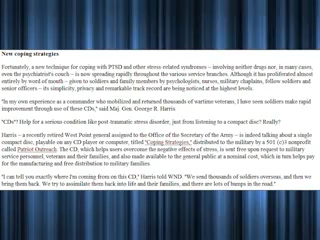 New coping strategies
Fortunately, a new technique for coping with PTSD and other stress-related syndromes – involving neither drugs nor, in many cases,
even the psychiatrist's couch – is now spreading rapidly throughout the various service branches. Although it has proliferated almost
entirely by word of mouth – given to soldiers and family members by psychologists, nurses, military chaplains, fellow soldiers and
senior officers – its simplicity, privacy and remarkable track record are being noticed at the highest levels.
"In my own experience as a commander who mobilized and returned thousands of wartime veterans, I have seen soldiers make rapid
improvement through use of these CDs," said Maj. Gen. George R. Harris.
"CDs"? Help for a serious condition like post-traumatic stress disorder, just from listening to a compact disc? Really?
Harris – a recently retired West Point general assigned to the Office of the Secretary of the Army – is indeed talking about a single
compact disc, playable on any CD player or computer, titled "Coping Strategies," distributed to the military by a 501 (c)3 nonprofit
called Patriot Outreach. The CD, which helps users overcome the negative effects of stress, is sent free upon request to military
service personnel, veterans and their families, and also made available to the general public at a nominal cost, which in turn helps pay
for the manufacturing and free distribution to military families.
"I can tell you exactly where I'm coming from on this CD," Harris told WND. "We send thousands of soldiers overseas, and then we
bring them back. We try to assimilate them back into life and their families, and there are lots of bumps in the road."